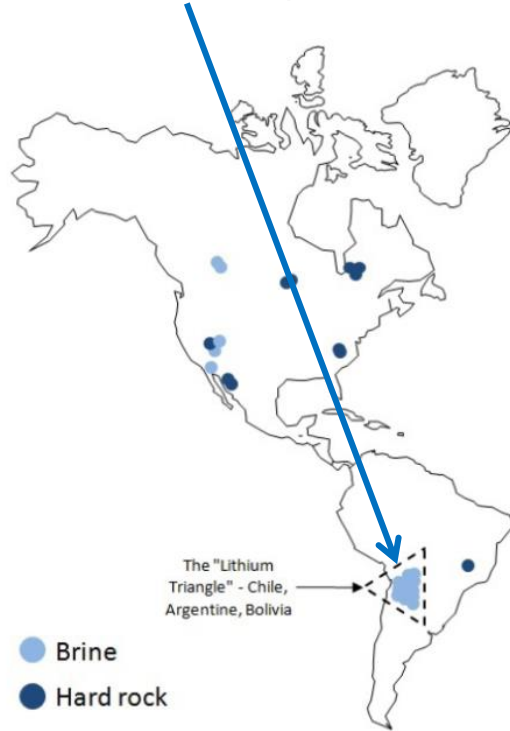 The "Lithium
Triangle" - Chile,
Argentine, Bolivia
Brine
Hard rock